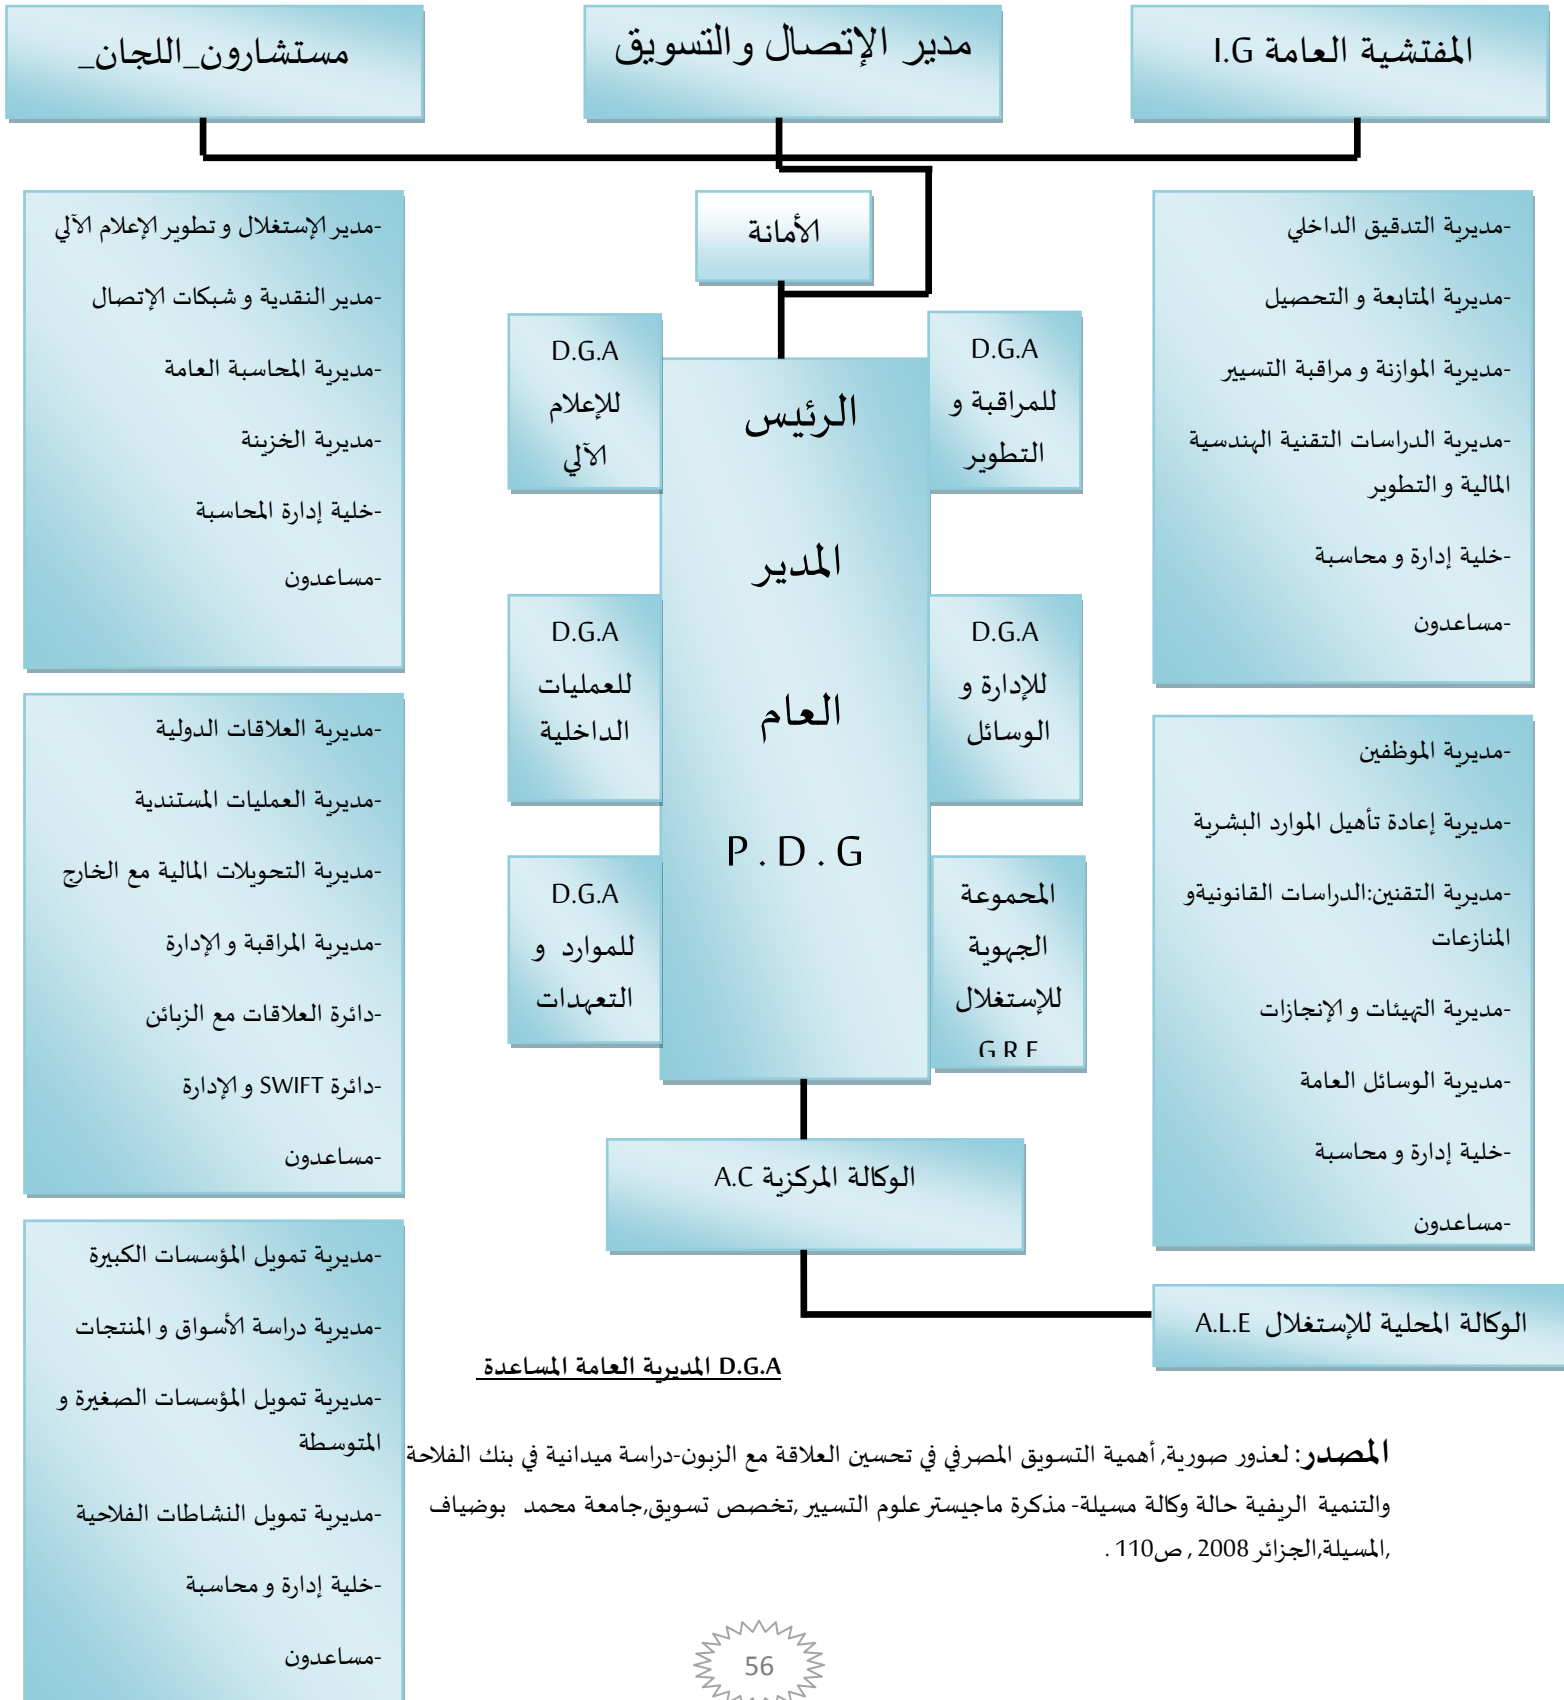 المفتشية العامة I.G
مدير الإتصال والتسويق
مستشارون_اللجان_
الأمانة
-مديرية التدقيق الداخلي
-مديرية المتابعة و التحصيل
-مديرية الموازنة و مراقبة التسيير
-مديرية الدراسات التقنية الهندسية
المالية و التطوير
-خلية إدارة و محاسبة
-مساعدون
D.G.A
للمراقبة و
التطوير
الرئيس
المدير
العام
P . D . G
D.G.A
للإعلام
الآلي
-مدير الإستغلال و تطوير الإعلام الآلي
-مدير النقدية و شبكات الإتصال
-مديرية المحاسبة العامة
-مديرية الخزينة
-خلية إدارة المحاسبة
-مساعدون
D.G.A
للإدارة و
الوسائل
D.G.A
للعمليات
الداخلية
-مديرية الموظفين
-مديرية إعادة تأهيل الموارد البشرية
-مديرية التقنين:الدراسات القانونيةو
المنازعات
-مديرية التهيئات و الإنجازات
-مديرية الوسائل العامة
-خلية إدارة و محاسبة
-مساعدون
-مديرية العلاقات الدولية
-مديرية العمليات المستندية
-مديرية التحويلات المالية مع الخارج
-مديرية المراقبة و الإدارة
-دائرة العلاقات مع الزبائن
-دائرة SWIFT و الإدارة
-مساعدون
المجموعة
الجهوية
للإستغلال
G R E
D.G.A
للموارد و
التعهدات
الوكالة المركزية A.C
الوكالة المحلية للإستغلال A.L.E
-مديرية تمويل المؤسسات الكبيرة
-مديرية دراسة الأسواق و المنتجات
-مديرية تمويل المؤسسات الصغيرة و
المتوسطة
-مديرية تمويل النشاطات الفلاحية
-خلية إدارة و محاسبة
-مساعدون
D.G.A المديرية العامة المساعدة
المصدر: لعذور صورية, أهمية التسويق المصرفي في تحسين العلاقة مع الزبون-دراسة ميدانية في بنك الفلاحة
والتنمية الريفية حالة وكالة مسيلة- مذكرة ماجيستر علوم التسيير ,تخصص تسويق,جامعة محمد بوضياف
,المسيلة,الجزائر 2008 , ص110 .
56